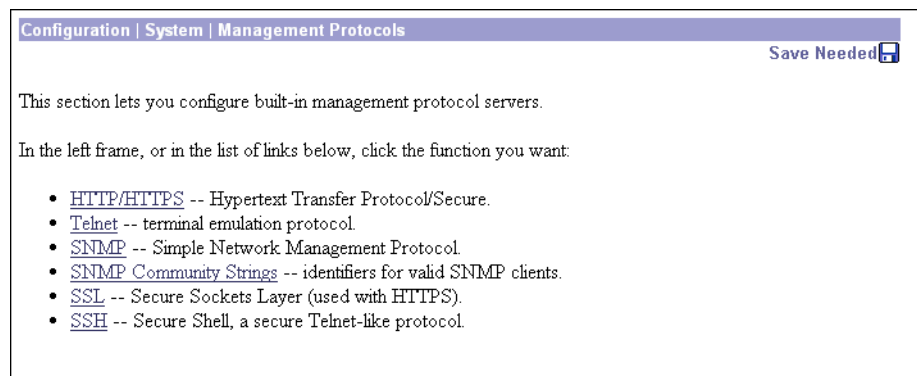 Configuration | System | Management Protocols
Save Needed
This section lets you configure built-in management protocol servers.
In the left frame, or in the list of links below, click the function you want:
• HTTP/HTTPS -- Hypertext Transfer Protocol/Secure.
• Telnet -- terminal emulation protocol.
• SNMP -- Simple Network Management Protocol.
• SNMP Community Strings -- identifiers for valid SNMP clients.
• SSL -- Secure Sockets Layer (used with HTTPS).
• SSH -- Secure Shell, a secure Telnet-like protocol.